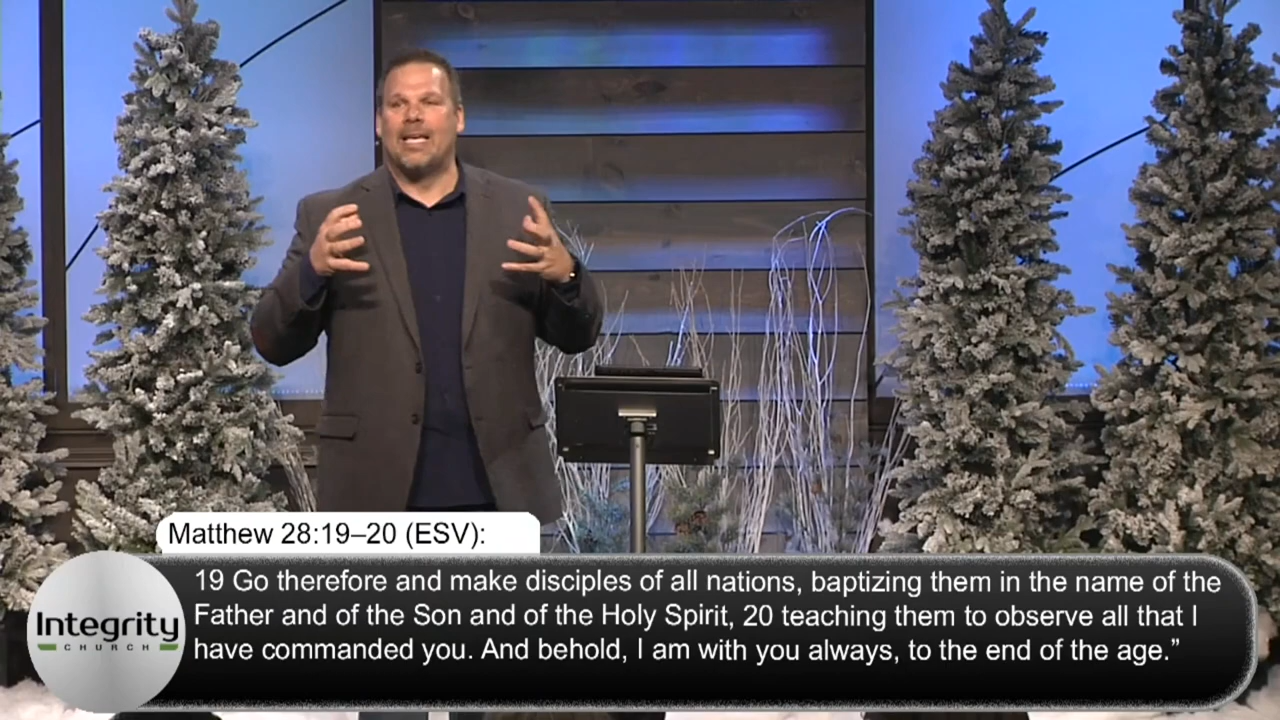 Matthew 28:19–20 (ESV):
19 Go therefore and make disciples of all nations, baptizing them in the name of the
Father and of the Son and of the Holy Spirit, 20 teaching them to observe all that I
have commanded you. And behold, I am with you always, to the end of the age.”
Integrity
CHURCH